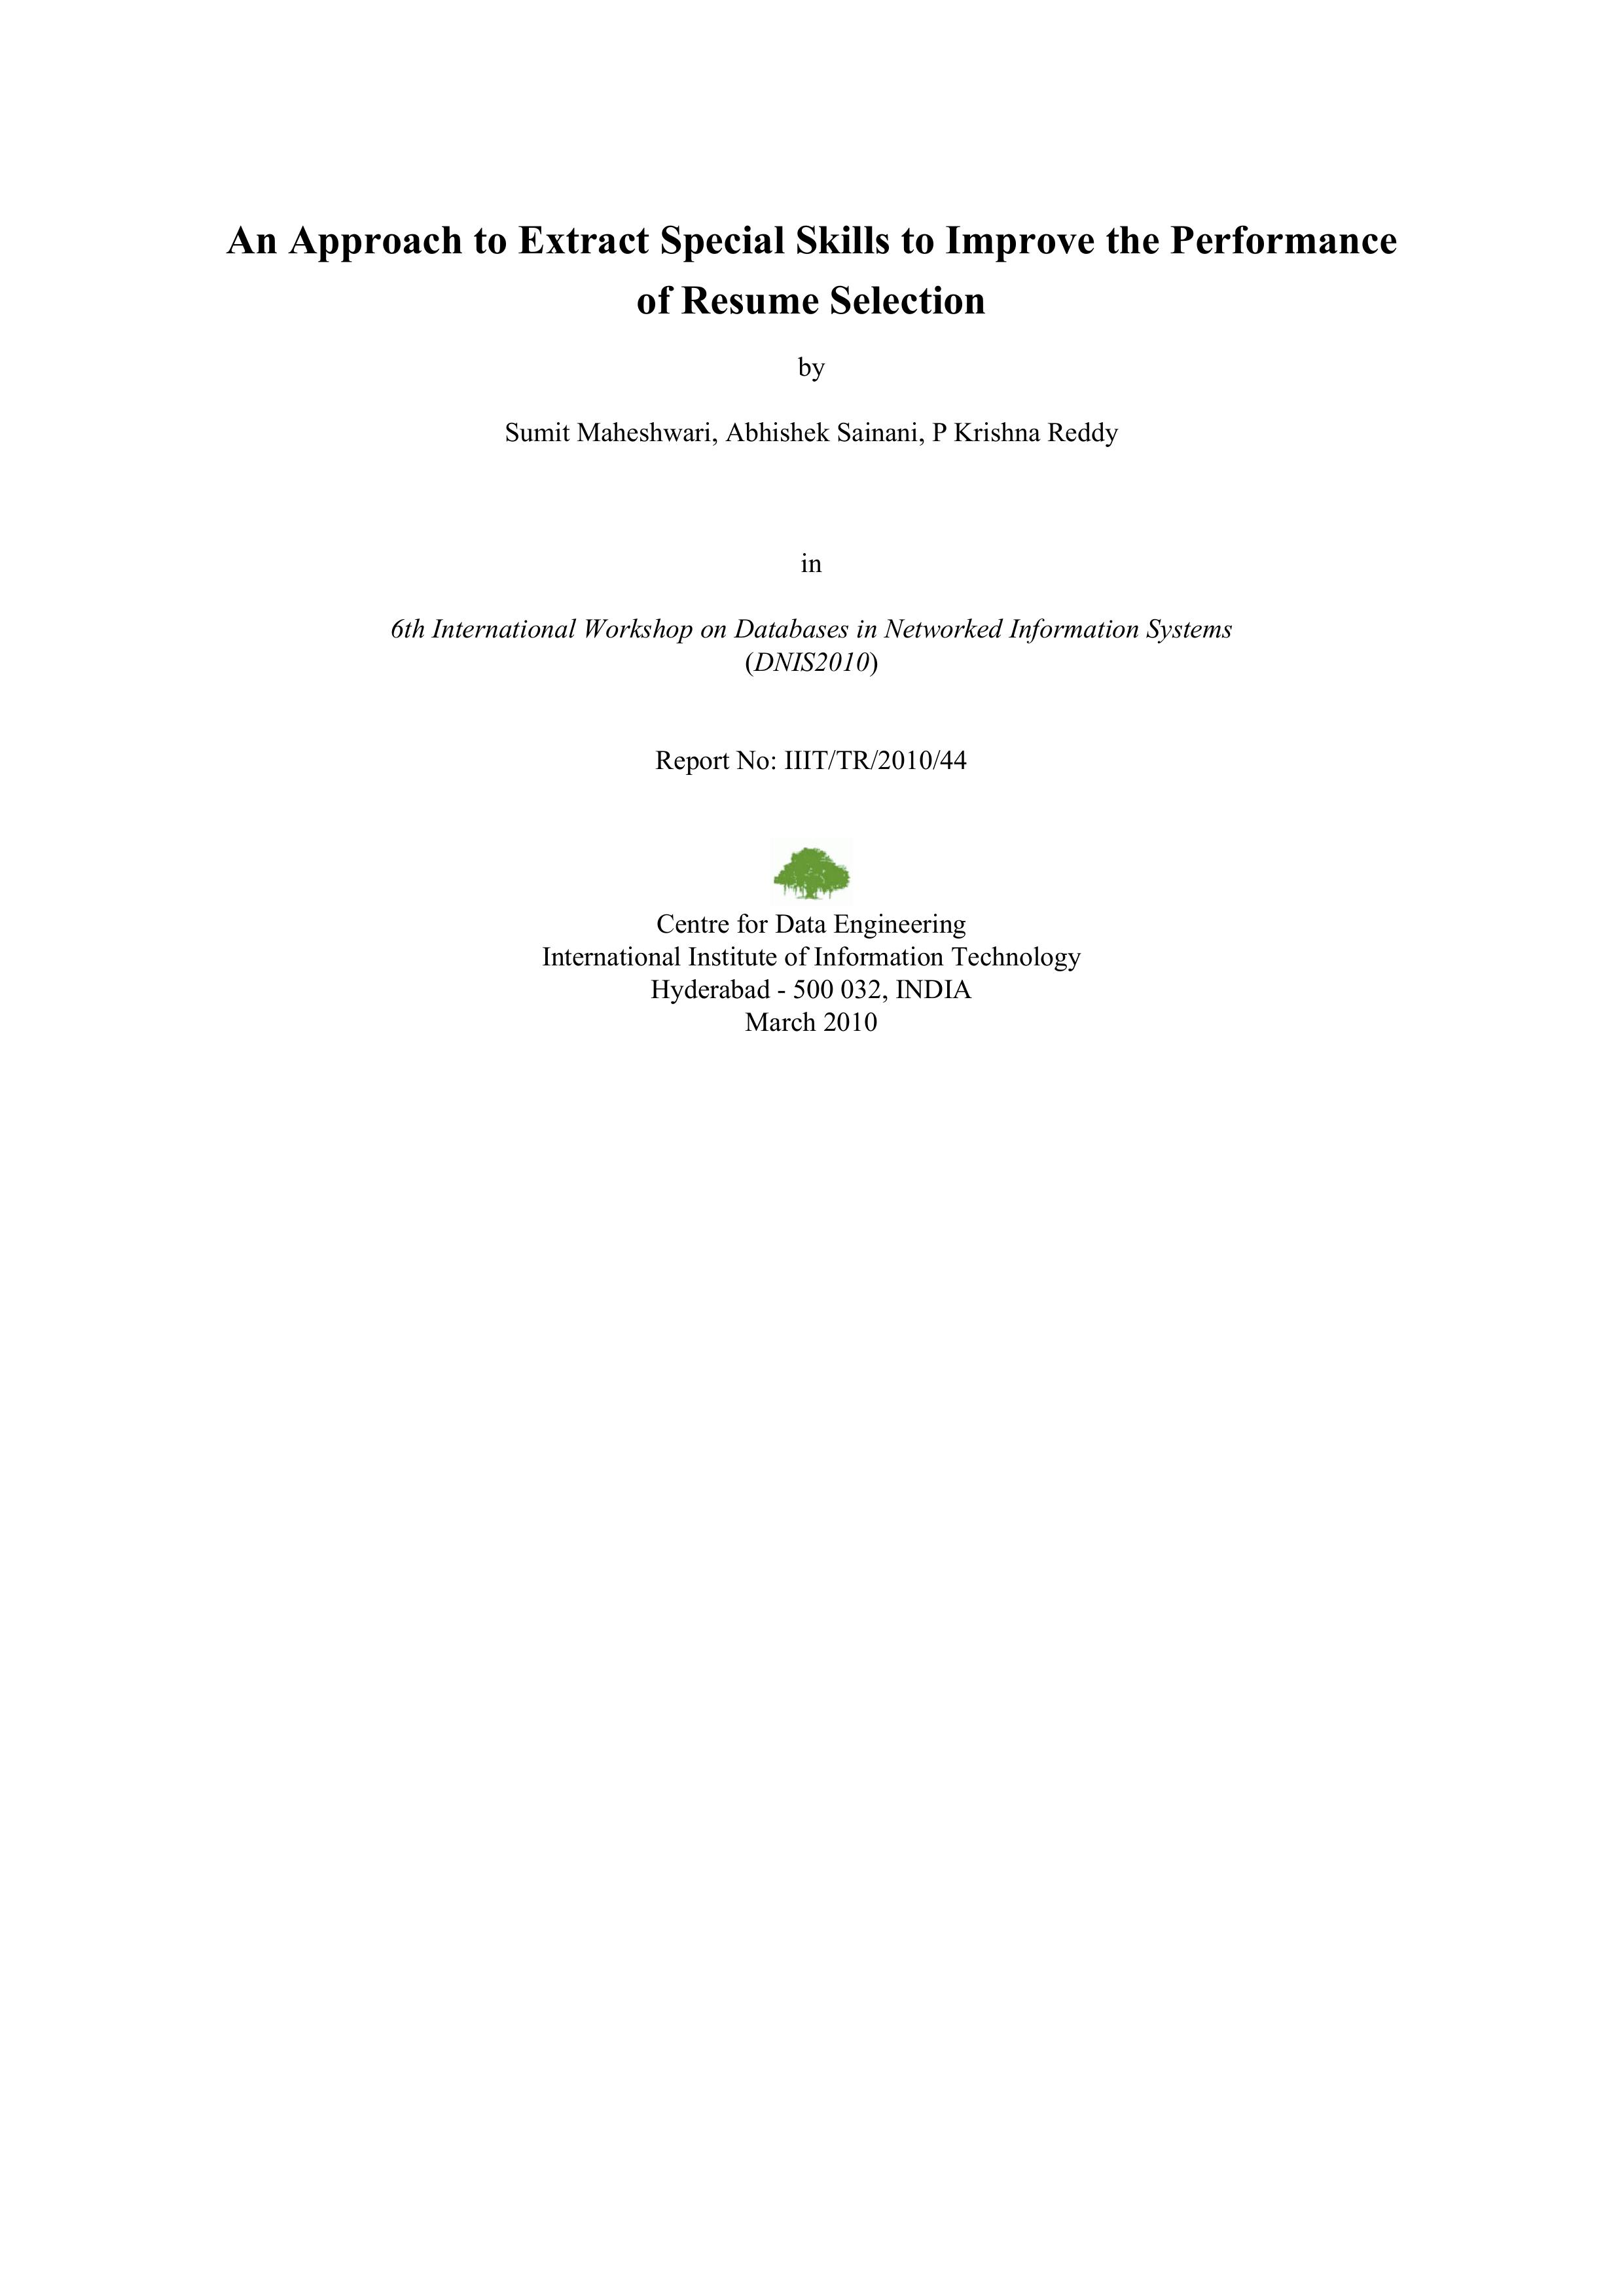 An Approach to Extract Special Skills to Improve the Performance
of Resume Selection
by
Sumit Maheshwari, Abhishek Sainani, P Krishna Reddy
in
6th International Workshop on Databases in Networked Information Systems
(DNIS2010)
Report No: IIIT/TR/2010/44
Centre for Data Engineering
International Institute of Information Technology
Hyderabad - 500 032, INDIA
March 2010